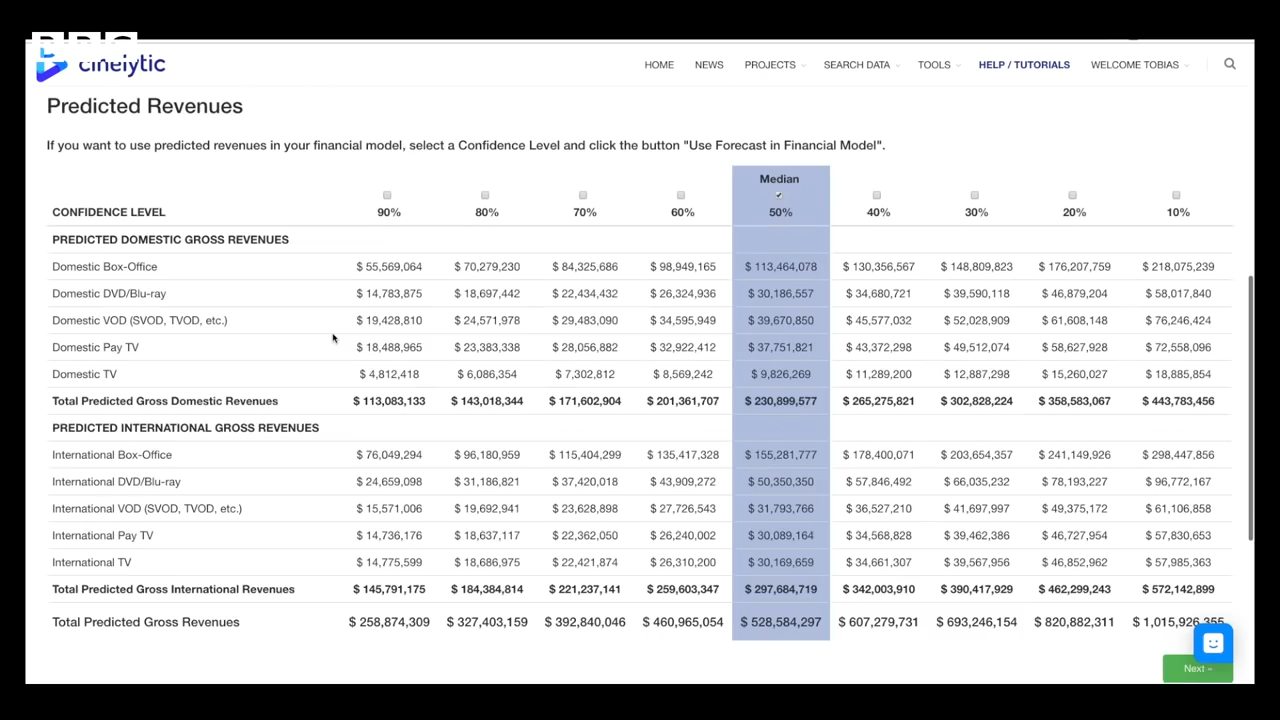 BBC
cinelytic
HOME NEWS PROJECTS SEARCH DATA TOOLS HELP / TUTORIALS WELCOME TOBIAS
Predicted Revenues
If you want to use predicted revenues in your financial model, select a Confidence Level and click the button "Use Forecast in Financial Model".
Median
CONFIDENCE LEVEL 90% 80% 70% 60% 50% 40% 30% 20% 10%
PREDICTED DOMESTIC GROSS REVENUES
Domestic Box-Office $ 55,569,064 $ 70,279,230 $ 84,325,686 $ 98,949,165 $ 113,464,078 $ 130,356,567 $ 148,809,823 $ 176,207,759 $ 218,075,239
Domestic DVD/Blu-ray $ 14,783,875 $ 18,697,442 $ 22,434,432 $ 26,324,936 $ 30,186,557 $ 34,680,721 $ 39,590,118 $ 46,879,204 $ 58,017,840
Domestic VOD (SVOD, TVOD, etc.) $ 19,428,810 $ 24,571,978 $ 29,483,090 $ 34,595,949 $ 39,670,850 $ 45,577,032 $ 52,028,909 $ 61,608,148 $ 76,246,424
Domestic Pay TV $ 18,488,965 $ 23,383,338 $ 28,056,882 $ 32,922,412 $ 37,751,821 $ 43,372,298 $ 49,512,074 $ 58,627,928 $ 72,558,096
Domestic TV $ 4,812,418 $ 6,086,354 $ 7,302,812 $ 8,569,242 $ 9,826,269 $ 11,289,200 $ 12,887,298 $ 15,260,027 $ 18,885,854
Total Predicted Gross Domestic Revenues $ 113,083,133 $ 143,018,344 $ 171,602,904 $ 201,361,707 $ 230,899,577 $ 265,275,821 $ 302,828,224 $ 358,583,067 $ 443,783,456
PREDICTED INTERNATIONAL GROSS REVENUES
International Box-Office $ 76,049,294 $ 96,180,959 $ 115,404,299 $ 135,417,328 $ 155,281,777 $ 178,400,071 $ 203,654,357 $ 241,149,926 $ 298,447,856
International DVD/Blu-ray $ 24,659,098 $ 31,186,821 $ 37,420,018 $ 43,909,272 $ 50,350,350 $ 57,846,492 $ 66,035,232 $ 78,193,227 $ 96,772,167
International VOD (SVOD, TVOD, etc.) $ 15,571,006 $ 19,692,941 $ 23,628,898 $ 27,726,543 $ 31,793,766 $ 36,527,210 $ 41,697,997 $ 49,375,172 $ 61,106,858
International Pay TV $ 14,736,176 $ 18,637,117 $ 22,362,050 $ 26,240,002 $ 30,089,164 $ 34,568,828 $ 39,462,386 $ 46,727,954 $ 57,830,653
International TV $ 14,775,599 $ 18,686,975 $ 22,421,874 $ 26,310,200 $ 30,169,659 $ 34,661,307 $ 39,567,956 $ 46,852,962 $ 57,985,363
Total Predicted Gross International Revenues $ 145,791,175 $ 184,384,814 $ 221,237,141 $ 259,603,347 $ 297,684,719 $ 342,003,910 $ 390,417,929 $ 462,299,243 $ 572,142,899
Total Predicted Gross Revenues $ 258,874,309 $ 327,403,159 $ 392,840,046 $ 460,965,054 $ 528,584,297 $ 607,279,731 $ 693,246,154 $ 820,882,311 $ 1,015,926,355
Next